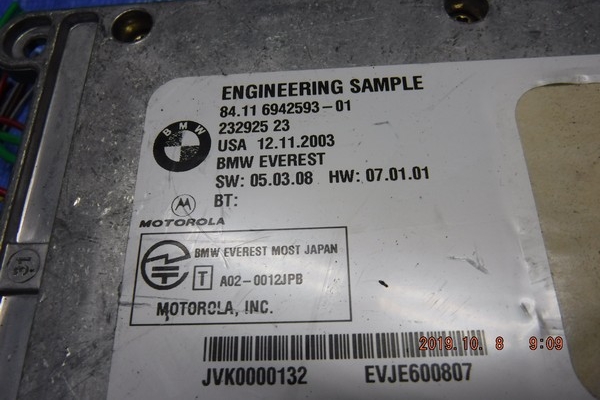 ENGINEERING SAMPLE
84.11 6942593-01
232925 23
USA 12.11.2003
BMW EVEREST
SW: 05.03.08 HW: 07.01.01
BT:
BMW
MOTOROLA
BMW EVEREST MOST JAPAN
T A02-0012JPB
MOTOROLA, INC.
JVK0000132 EVJE600807
2019.10. 8 9:09